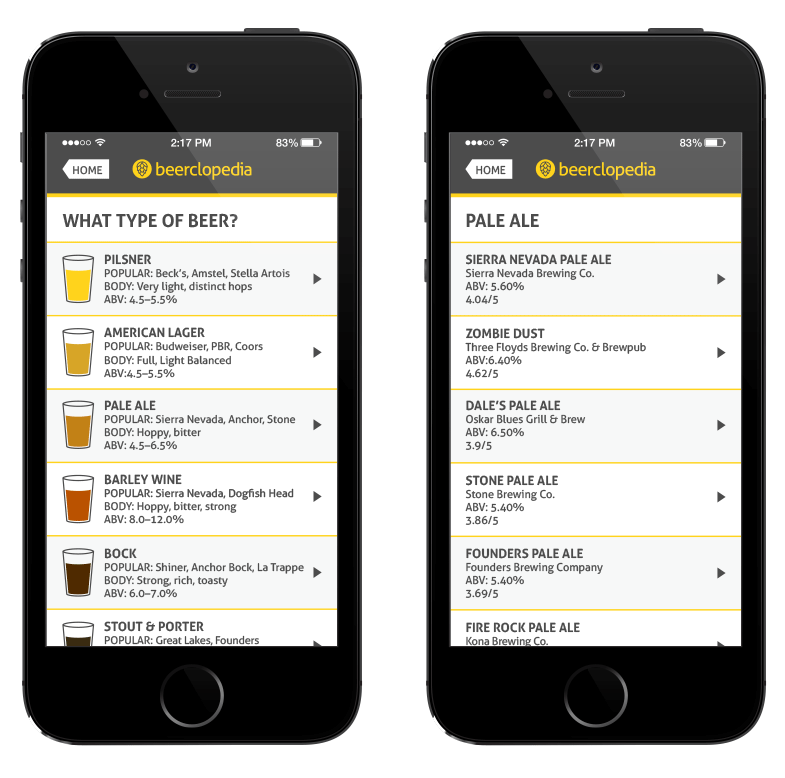 2:17 PM
83%
HOME
beerclopedia
WHAT TYPE OF BEER?
PILSNER
POPULAR: Beck's, Amstel, Stella Artois
BODY: Very light, distinct hops
ABV: 4.5–5.5%
AMERICAN LAGER
POPULAR: Budweiser, PBR, Coors
BODY: Full, Light Balanced
ABV:4.5–5.5%
PALE ALE
POPULAR: Sierra Nevada, Anchor, Stone
BODY: Hoppy, bitter
ABV: 4.5–6.5%
BARLEY WINE
POPULAR: Sierra Nevada, Dogfish Head
BODY: Hoppy, bitter, strong
ABV: 8.0–12.0%
BOCK
POPULAR: Shiner, Anchor Bock, La Trappe
BODY: Strong, rich, toasty
ABV: 6.0–7.0%
STOUT & PORTER
POPULAR: Great Lakes, Founders
2:17 PM
83%
HOME
beerclopedia
PALE ALE
SIERRA NEVADA PALE ALE
Sierra Nevada Brewing Co.
ABV: 5.60%
4.04/5
ZOMBIE DUST
Three Floyds Brewing Co. & Brewpub
ABV:6.40%
4.62/5
DALE'S PALE ALE
Oskar Blues Grill & Brew
ABV: 6.50%
3.9/5
STONE PALE ALE
Stone Brewing Co.
ABV: 5.40%
3.86/5
FOUNDERS PALE ALE
Founders Brewing Company
ABV: 5.40%
3.69/5
FIRE ROCK PALE ALE
Kona Brewing Co.